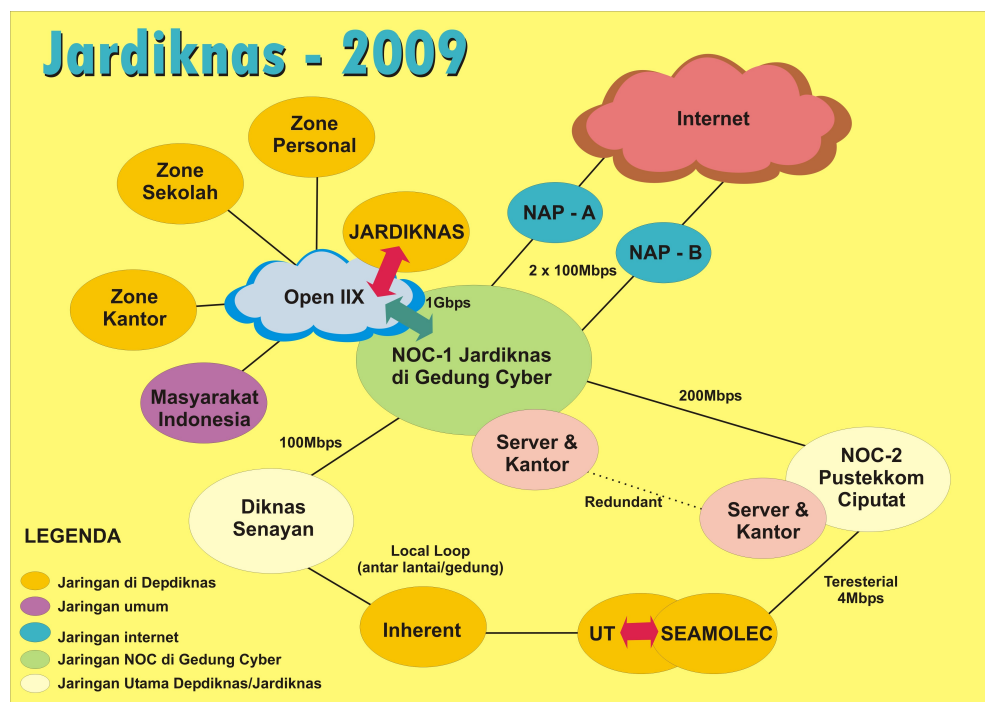 Jardiknas - 2009
Internet
Zone
Personal
Zone
Sekolah
JARDIKNAS
NAP - A
NAP - B
2 x 100Mbps
Zone
Kantor
Open IIX
1Gbps
NOC-1 Jardiknas
di Gedung Cyber
Masyarakat
Indonesia
200Mbps
100Mbps
Server &
Kantor
NOC-2
Pustekkom
Ciputat
Redundant
Server &
Kantor
Diknas
Senayan
Local Loop
(antar lantai/gedung)
Teresterial
4Mbps
Inherent
UT
SEAMOLEC
LEGENDA
Jaringan di Depdiknas
Jaringan umum
Jaringan internet
Jaringan NOC di Gedung Cyber
Jaringan Utama Depdiknas/Jardiknas